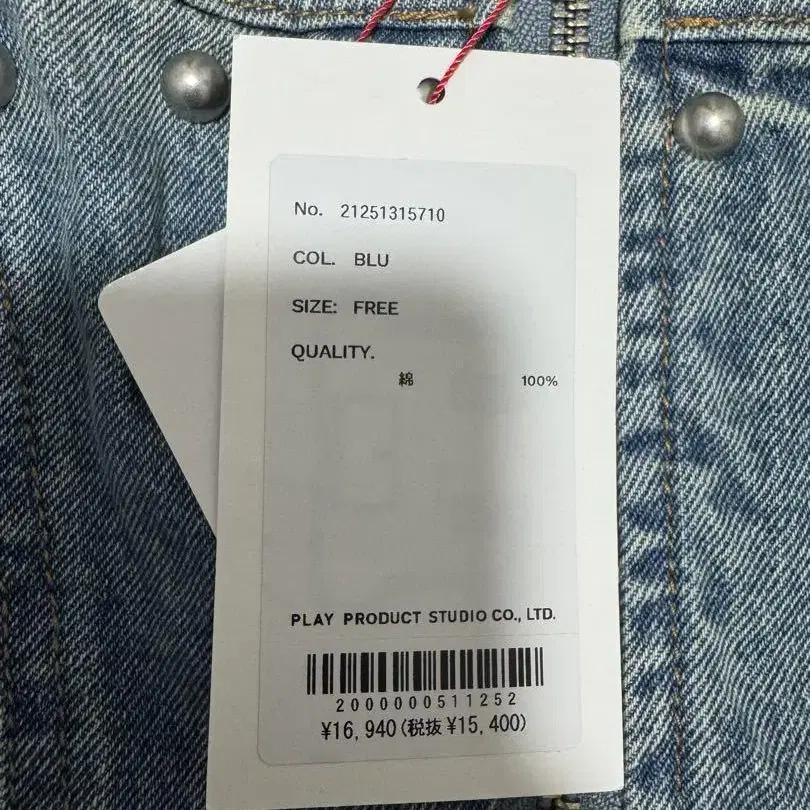 No. 21251315710
COL. BLU
SIZE: FREE
QUALITY.
綿 100%
PLAY PRODUCT STUDIO CO., LTD.
2000000511252
¥16,940(税抜¥15,400)